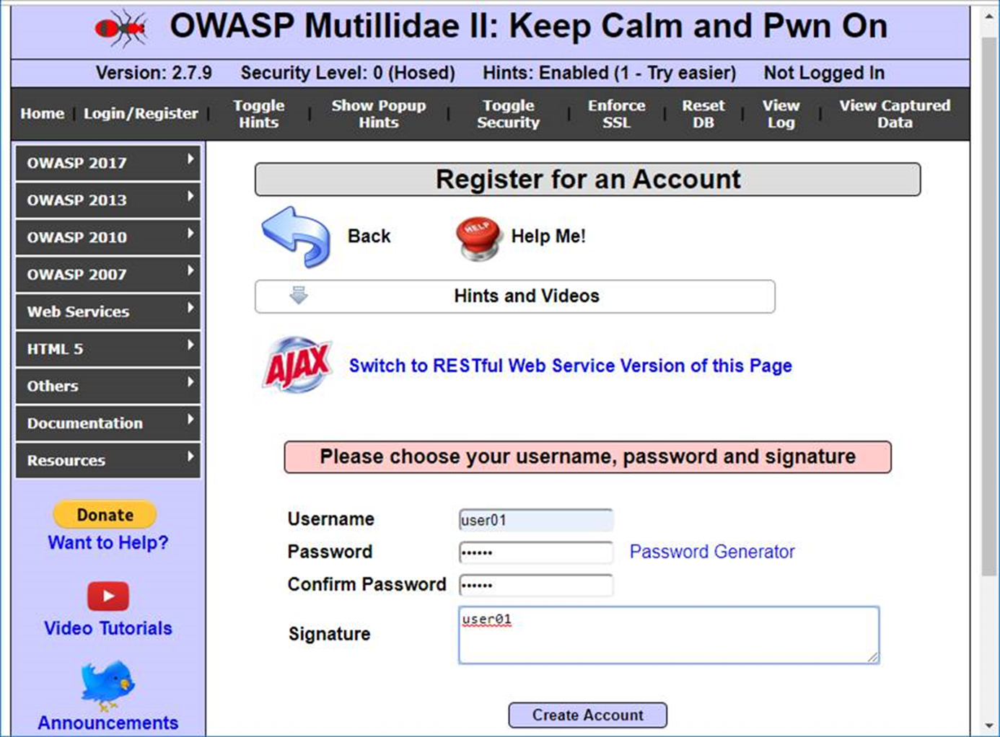 OWASP Mutillidae II: Keep Calm and Pwn On
Version: 2.7.9 Security Level: 0 (Hosed) Hints: Enabled (1 - Try easier) Not Logged In
Home Login/Register Toggle Hints Show Popup Hints Toggle Security Enforce SSL Reset DB View Log View Captured Data
OWASP 2017
OWASP 2013
OWASP 2010
OWASP 2007
Web Services
HTML 5
Others
Documentation
Resources
Donate
Want to Help?
Video Tutorials
Announcements
Register for an Account
Back
HELP
Help Me!
Hints and Videos
AJAX
Switch to RESTful Web Service Version of this Page
Please choose your username, password and signature
Username user01
Password •••••• Password Generator
Confirm Password ••••••
Signature user01
Create Account